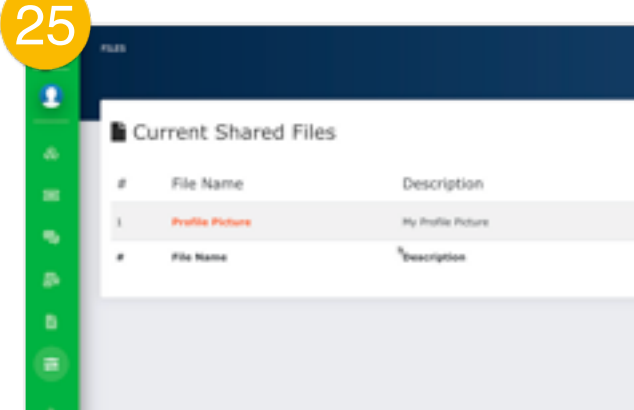 25
FILES
Current Shared Files
# File Name Description
1 Profile Picture My Profile Picture
# File Name Description